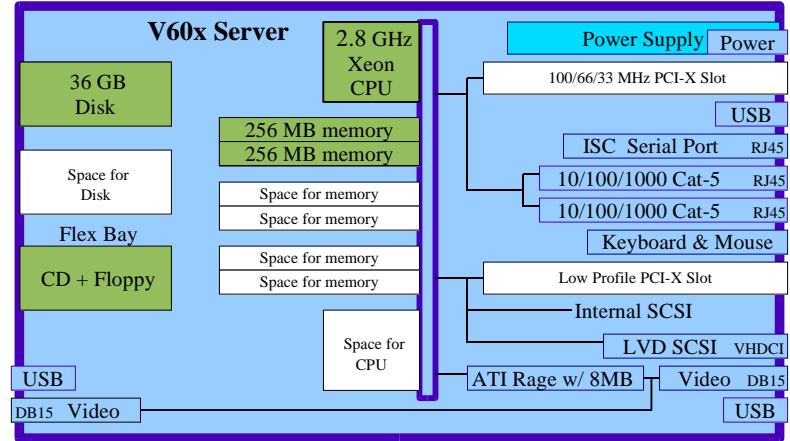 V60x Server
2.8 GHz
Xeon
CPU
Power Supply
Power
36 GB
Disk
100/66/33 MHz PCI-X Slot
USB
256 MB memory
256 MB memory
ISC Serial Port RJ45
Space for
Disk
10/100/1000 Cat-5 RJ45
Space for memory
Space for memory
10/100/1000 Cat-5 RJ45
Flex Bay
Keyboard & Mouse
CD + Floppy
Space for memory
Space for memory
Low Profile PCI-X Slot
Internal SCSI
Space for
CPU
LVD SCSI VHDCI
USB
ATI Rage w/ 8MB
Video DB15
DB15 Video
USB